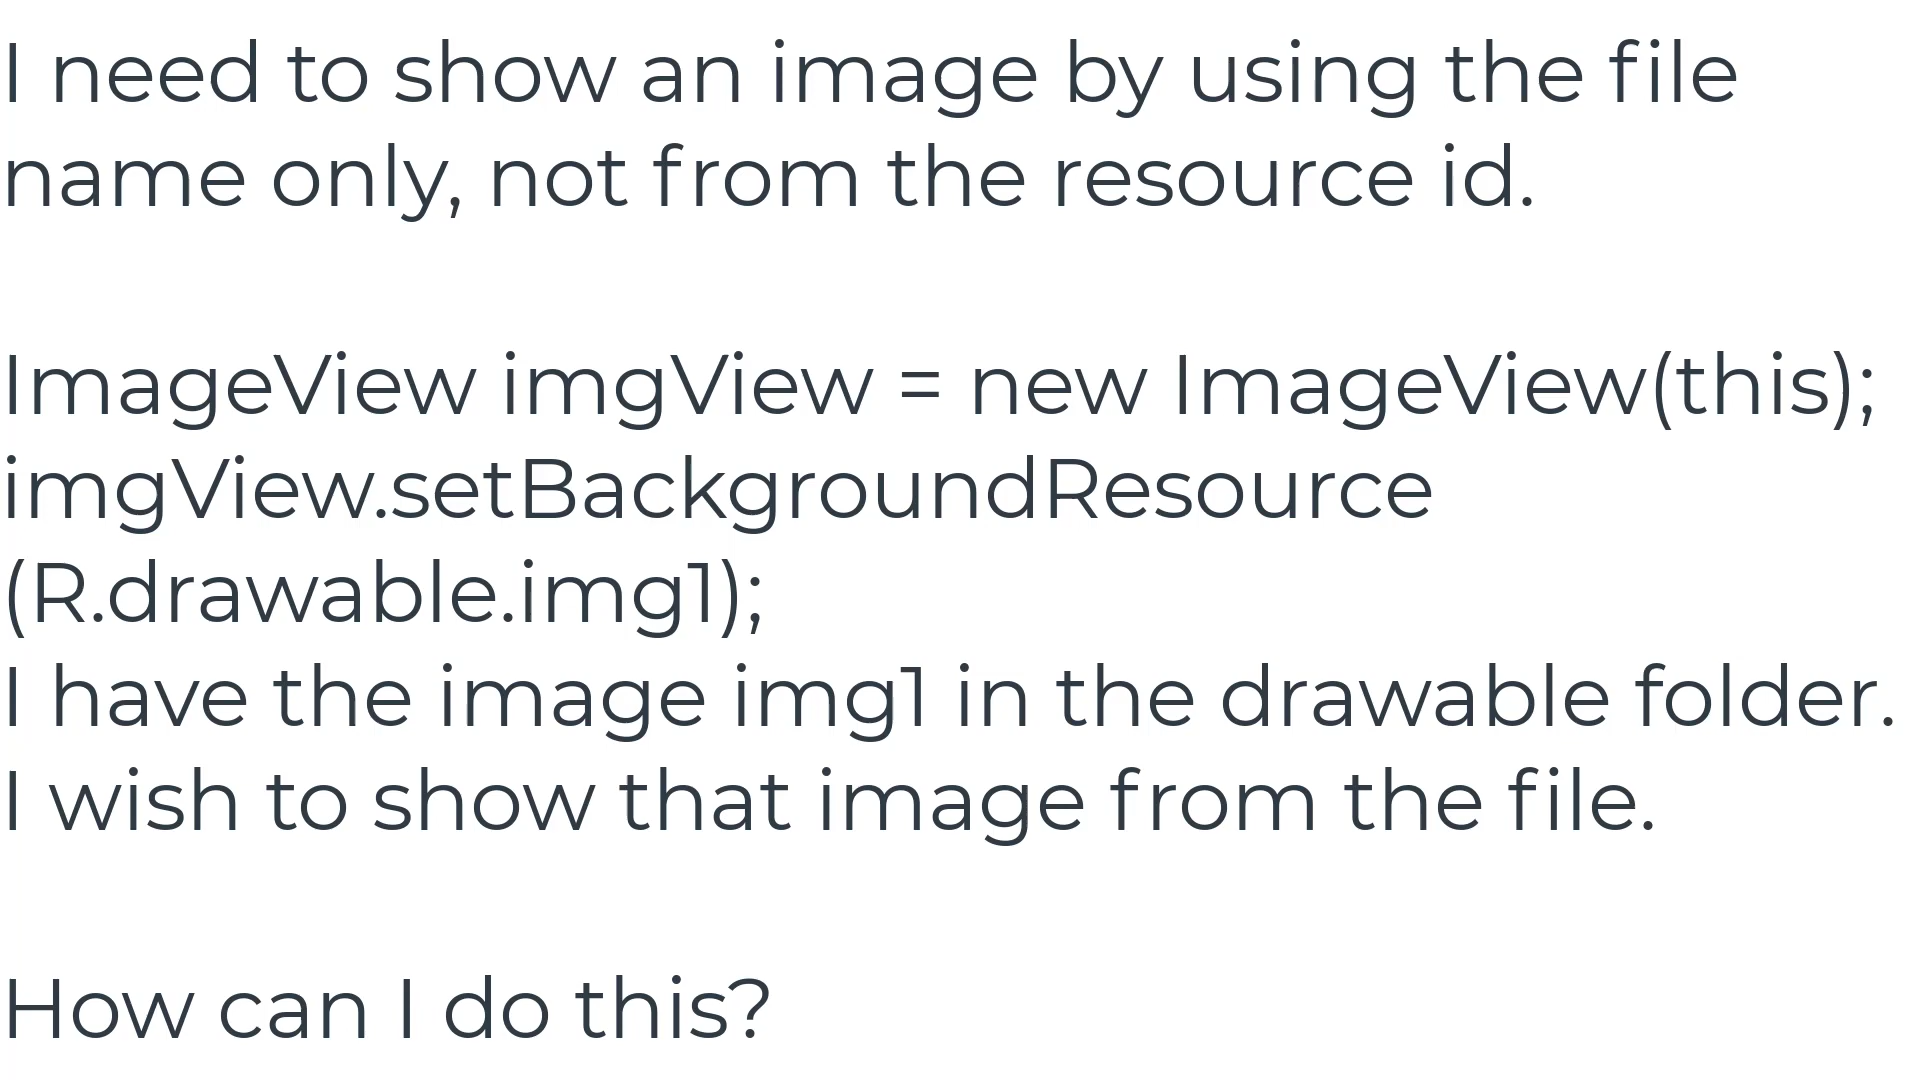 I need to show an image by using the file
name only, not from the resource id.
ImageView imgView = new ImageView(this);
imgView.setBackgroundResource
(R.drawable.img1);
I have the image img1 in the drawable folder.
I wish to show that image from the file.
How can I do this?